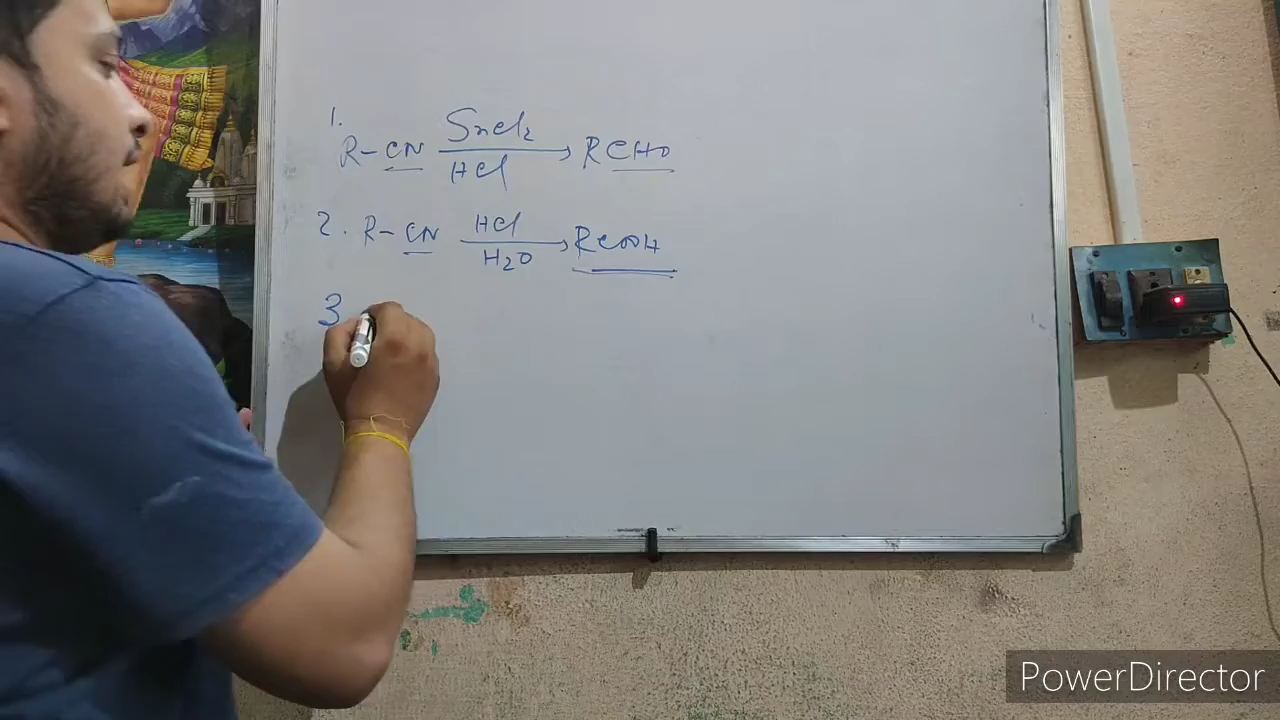 1.
R-CN SnCl₂ / HCl → RCHO
2. R-CN HCl / H₂O → RCOOH
3
PowerDirector